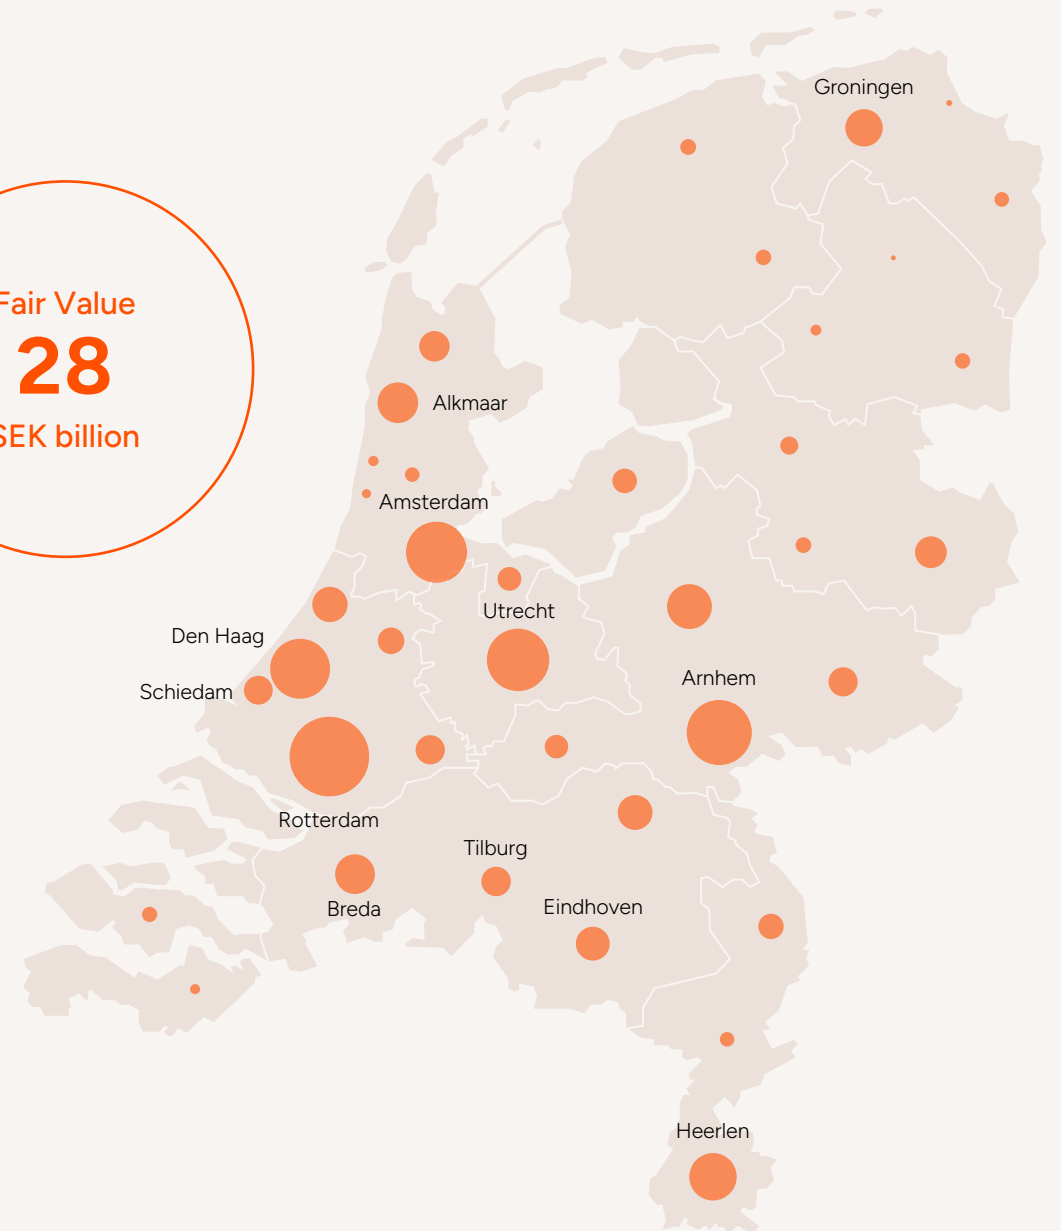 Groningen
Fair Value
28
SEK billion
Alkmaar
Amsterdam
Utrecht
Den Haag
Arnhem
Schiedam
Rotterdam
Tilburg
Breda
Eindhoven
Heerlen